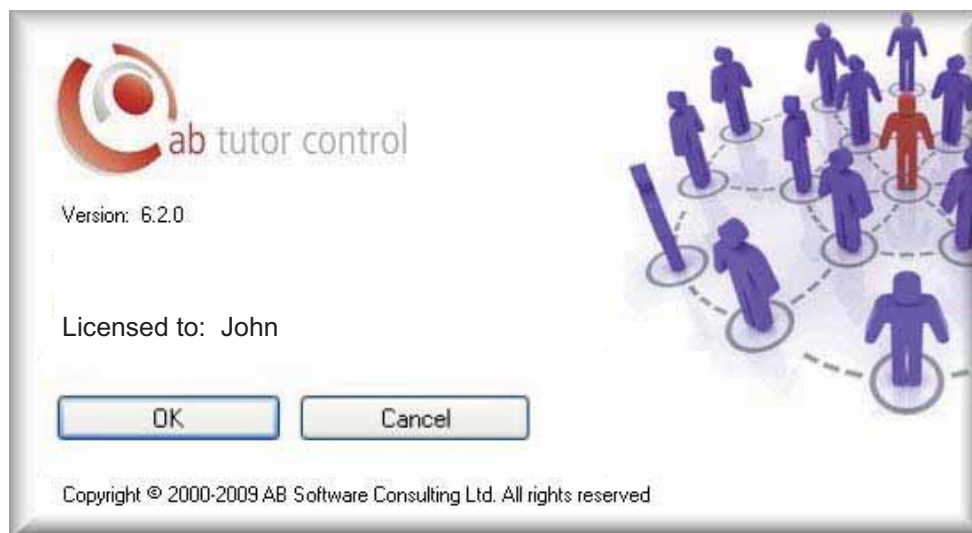 ab tutor control
Version: 6.2.0
Licensed to: John
OK
Cancel
Copyright © 2000-2009 AB Software Consulting Ltd. All rights reserved